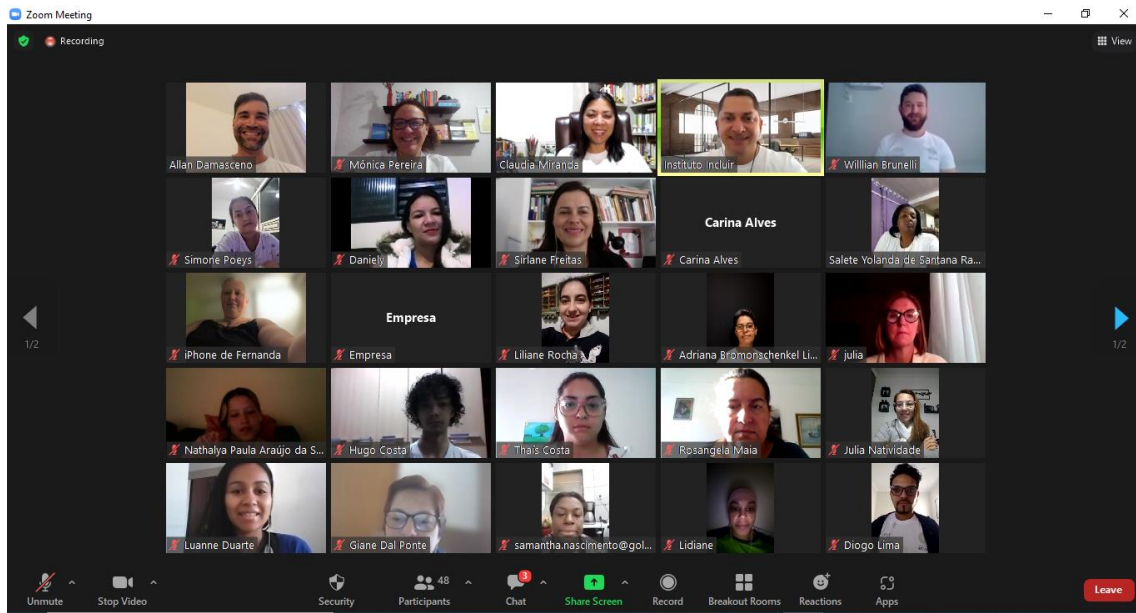 Zoom Meeting
Recording
View
Allan Damasceno
Mônica Pereira
Claudia Miranda
Instituto Incluir
Willlian Brunelli
Simone Poeys
Daniely
Sirlane Freitas
Carina Alves
Carina Alves
Salete Yolanda de Santana Ra...
iPhone de Fernanda
Empresa
Empresa
Liliane Rocha
Adriana Bromonschenkel Li...
julia
1/2
1/2
Nathalya Paula Araújo da S...
Hugo Costa
Thais Costa
Rosangela Maia
Julia Natividade
Luanne Duarte
Giane Dal Ponte
samantha.nascimento@gol...
Lidiane
Diogo Lima
Unmute
Stop Video
Security
Participants
48
Chat
3
Share Screen
Record
Breakout Rooms
Reactions
Apps
Leave